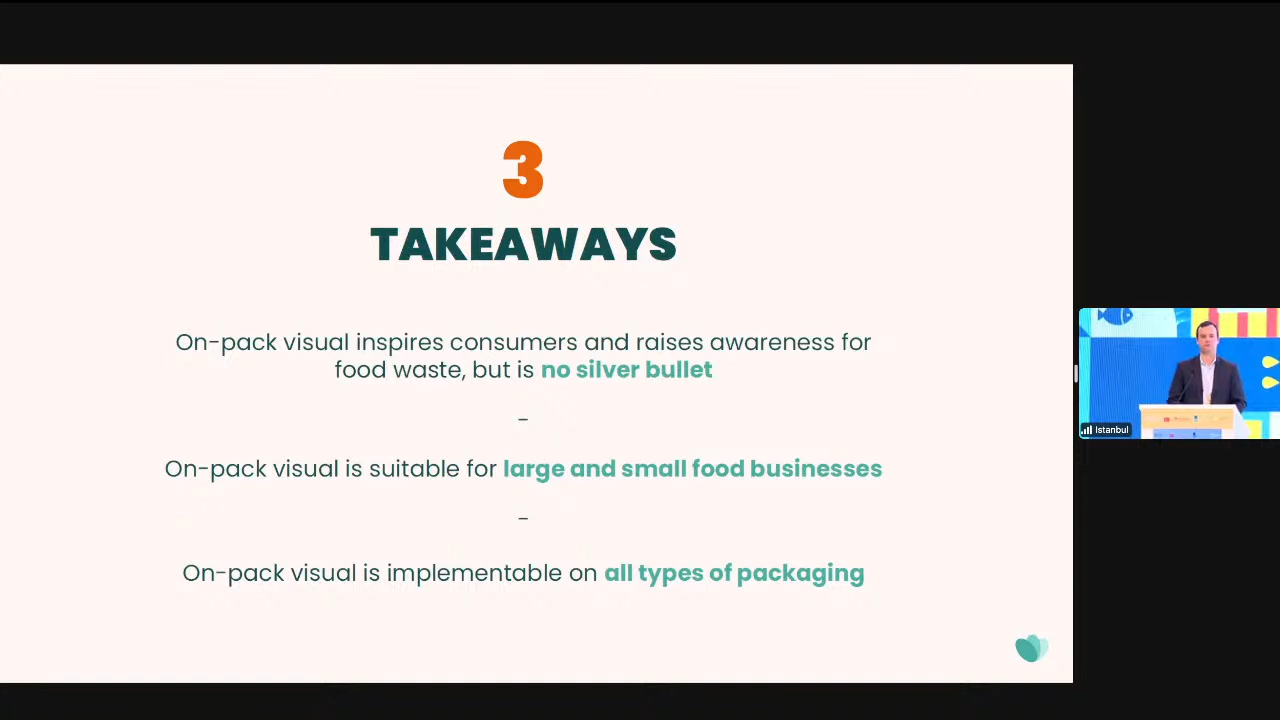 3
TAKEAWAYS
On-pack visual inspires consumers and raises awareness for
food waste, but is no silver bullet
–
On-pack visual is suitable for large and small food businesses
–
On-pack visual is implementable on all types of packaging
Istanbul